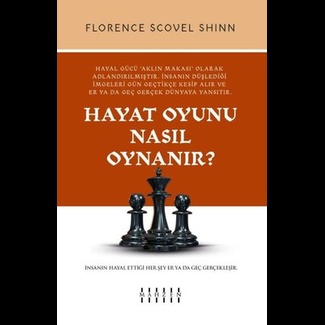 FLORENCE SCOVEL SHINN
HAYAL GÜCÜ 'AKLIN MAKASI' OLARAK
ADLANDIRILMIŞTIR. İNSANIN DÜŞLEDİĞİ
İMGELERİ GÜN GEÇTİKÇE KESİP ALIR VE
ER YA DA GEÇ GERÇEK DÜNYAYA YANSITIR.
HAYAT OYUNU
NASIL
OYNANIR?
İNSANIN HAYAL ETTİĞİ HER ŞEY ER YA DA GEÇ GERÇEKLEŞİR.
MAHZEN